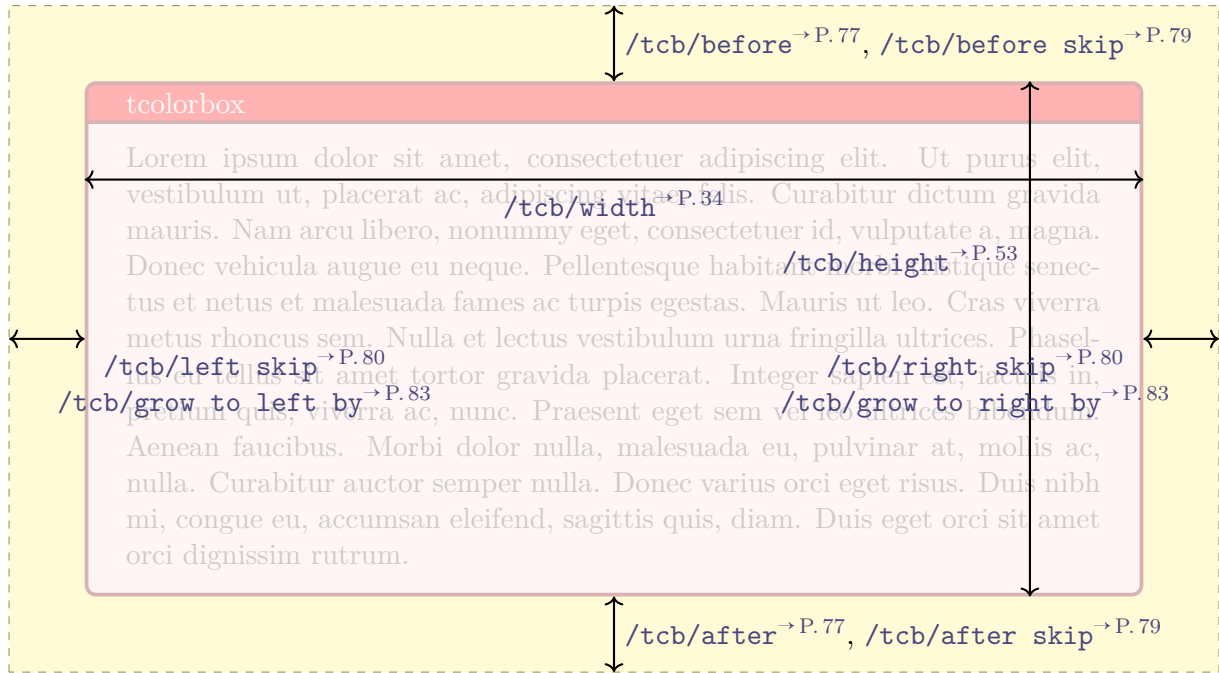 /tcb/before→P. 77, /tcb/before skip→P. 79
tcolorbox
Lorem ipsum dolor sit amet, consectetuer adipiscing elit. Ut purus elit,
vestibulum ut, placerat ac, adipiscing vitae, felis. Curabitur dictum gravida
/tcb/width→P. 34
mauris. Nam arcu libero, nonummy eget, consectetuer id, vulputate a, magna.
Donec vehicula augue eu neque. Pellentesque habitant morbi tristique senec-
/tcb/height→P. 53
tus et netus et malesuada fames ac turpis egestas. Mauris ut leo. Cras viverra
metus rhoncus sem. Nulla et lectus vestibulum urna fringilla ultrices. Phasel-
/tcb/left skip→P. 80
/tcb/right skip→P. 80
lus eu tellus sit amet tortor gravida placerat. Integer sapien est, iaculis in,
/tcb/grow to left by→P. 83
/tcb/grow to right by→P. 83
pretium quis, viverra ac, nunc. Praesent eget sem vel leo ultrices bibendum.
Aenean faucibus. Morbi dolor nulla, malesuada eu, pulvinar at, mollis ac,
nulla. Curabitur auctor semper nulla. Donec varius orci eget risus. Duis nibh
mi, congue eu, accumsan eleifend, sagittis quis, diam. Duis eget orci sit amet
orci dignissim rutrum.
/tcb/after→P. 77, /tcb/after skip→P. 79